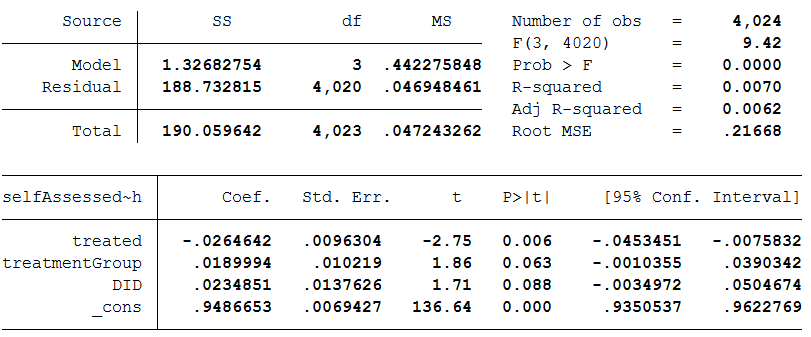 Source SS df MS Number of obs = 4,024
F(3, 4020) = 9.42
Model 1.32682754 3 .442275848 Prob > F = 0.0000
Residual 188.732815 4,020 .046948461 R-squared = 0.0070
Adj R-squared = 0.0062
Total 190.059642 4,023 .047243262 Root MSE = .21668
selfAssessed~h Coef. Std. Err. t P>|t| [95% Conf. Interval]
treated -.0264642 .0096304 -2.75 0.006 -.0453451 -.0075832
treatmentGroup .0189994 .010219 1.86 0.063 -.0010355 .0390342
DID .0234851 .0137626 1.71 0.088 -.0034972 .0504674
_cons .9486653 .0069427 136.64 0.000 .9350537 .9622769